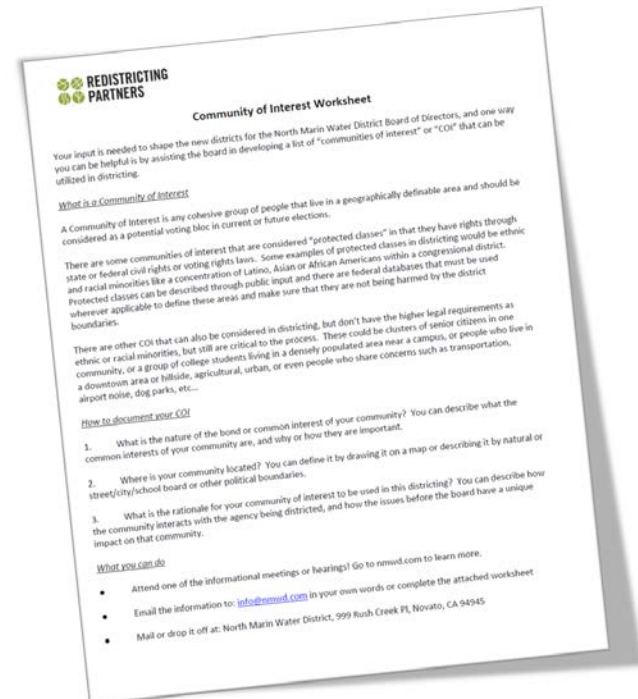 REDISTRICTING
PARTNERS
Community of Interest Worksheet
Your input is needed to shape the new districts for the North Marin Water District Board of Directors, and one way
you can be helpful is by assisting the board in developing a list of "communities of interest" or "COI" that can be
utilized in districting.
What is a Community of Interest
A Community of Interest is any cohesive group of people that live in a geographically definable area and should be
considered as a potential voting bloc in current or future elections.
There are some communities of interest that are considered "protected classes" in that they have rights through
state or federal civil rights or voting rights laws. Some examples of protected classes in districting would be ethnic
and racial minorities like a concentration of Latino, Asian or African Americans within a congressional district.
Protected classes can be described through public input and there are federal databases that must be used
wherever applicable to define these areas and make sure that they are not being harmed by the district
boundaries.
There are other COI that can also be considered in districting, but don't have the higher legal requirements as
ethnic or racial minorities, but still are critical to the process. These could be clusters of senior citizens in one
community, or a group of college students living in a densely populated area near a campus, or people who live in
a downtown area or hillside, agricultural, urban, or even people who share concerns such as transportation,
airport noise, dog parks, etc...
How to document your COI
1. What is the nature of the bond or common interest of your community? You can describe what the
common interests of your community are, and why or how they are important.
2. Where is your community located? You can define it by drawing it on a map or describing it by natural or
street/city/school board or other political boundaries.
3. What is the rationale for your community of interest to be used in this districting? You can describe how
the community interacts with the agency being districted, and how the issues before the board have a unique
impact on that community.
What you can do
• Attend one of the informational meetings or hearings! Go to nmwd.com to learn more.
• Email the information to: info@nmwd.com in your own words or complete the attached worksheet
• Mail or drop it off at: North Marin Water District, 999 Rush Creek Pl, Novato, CA 94945